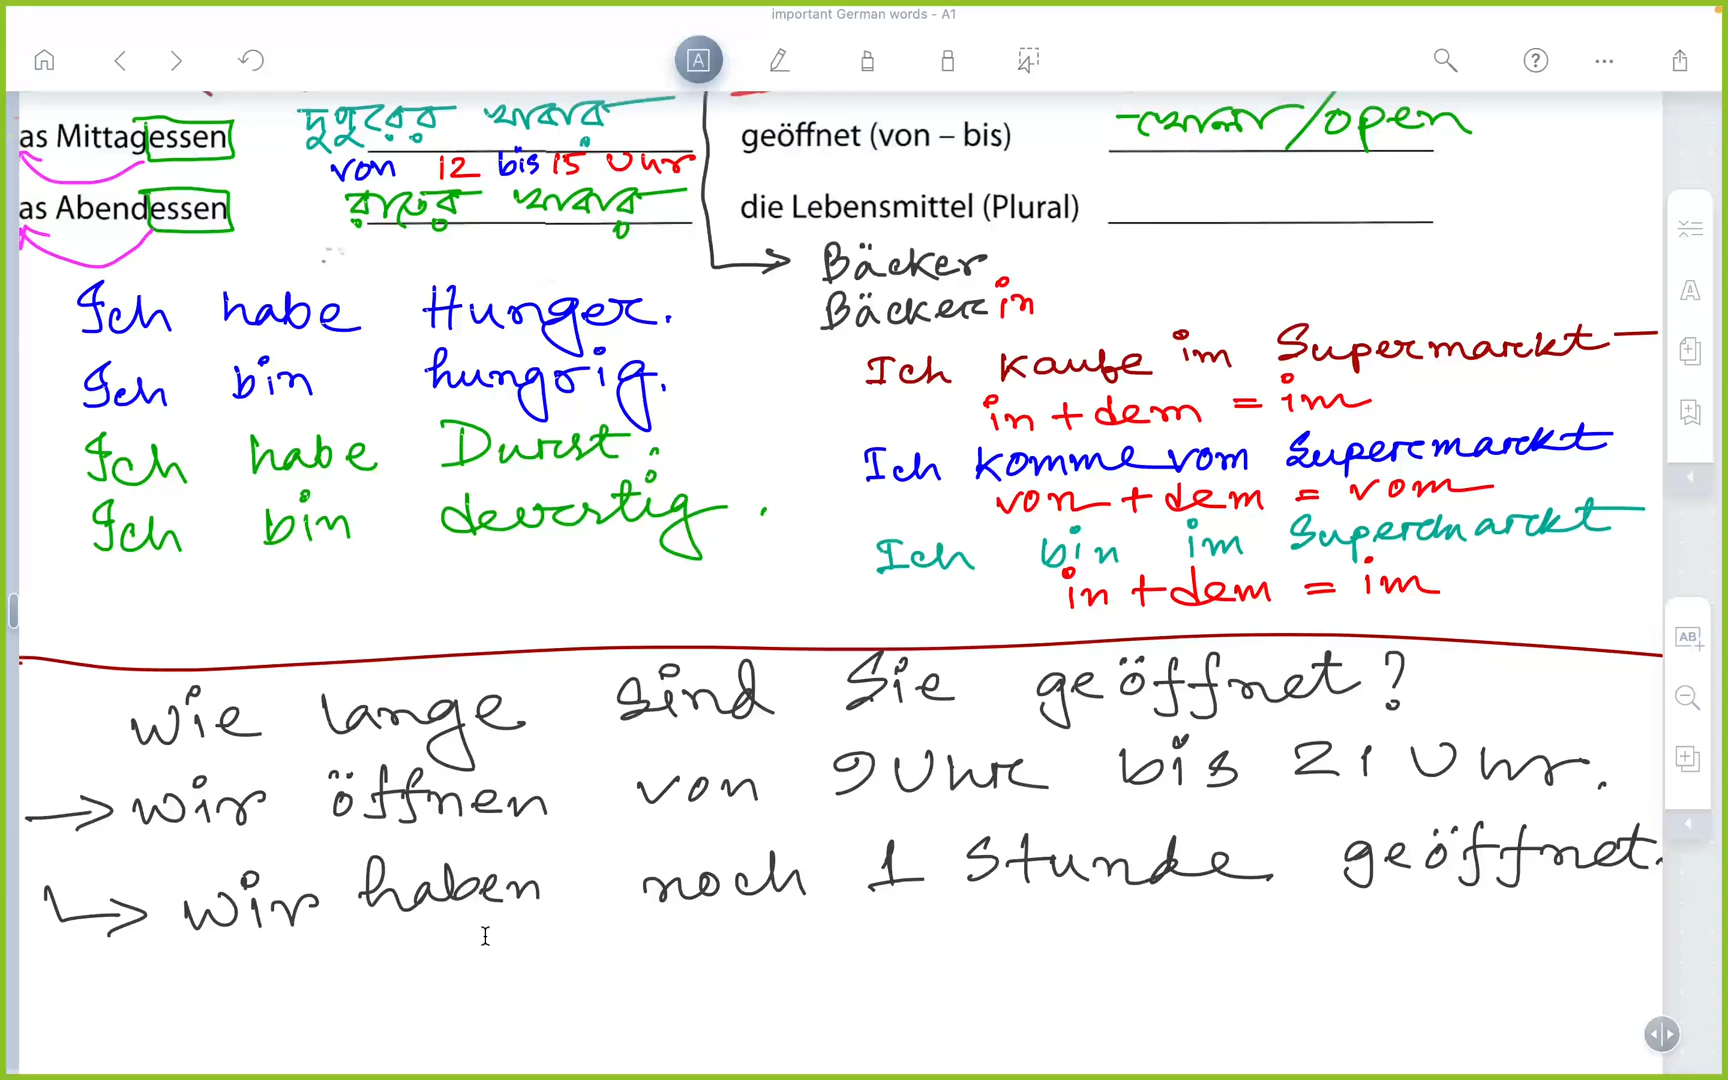 important German words - A1
as Mittagessen
দুপুরের খাবার
von 12 bis 15 Uhr
as Abendessen
রাতের খাবার
geöffnet (von – bis)
খোলা/open
die Lebensmittel (Plural)
Bäcker
Bäckerin
Ich habe Hunger.
Ich bin hungrig.
Ich habe Durst.
Ich bin
Ich kaufe im Supermarkt
in + dem = im
Ich komme vom Supermarkt
von + dem = vom
Ich bin im Supermarkt
in + dem = im
wie lange sind Sie geöffnet?
→ wir öffnen von 9 Uhr bis 21 Uhr.
↳ wir haben noch 1 Stunde geöffnet.